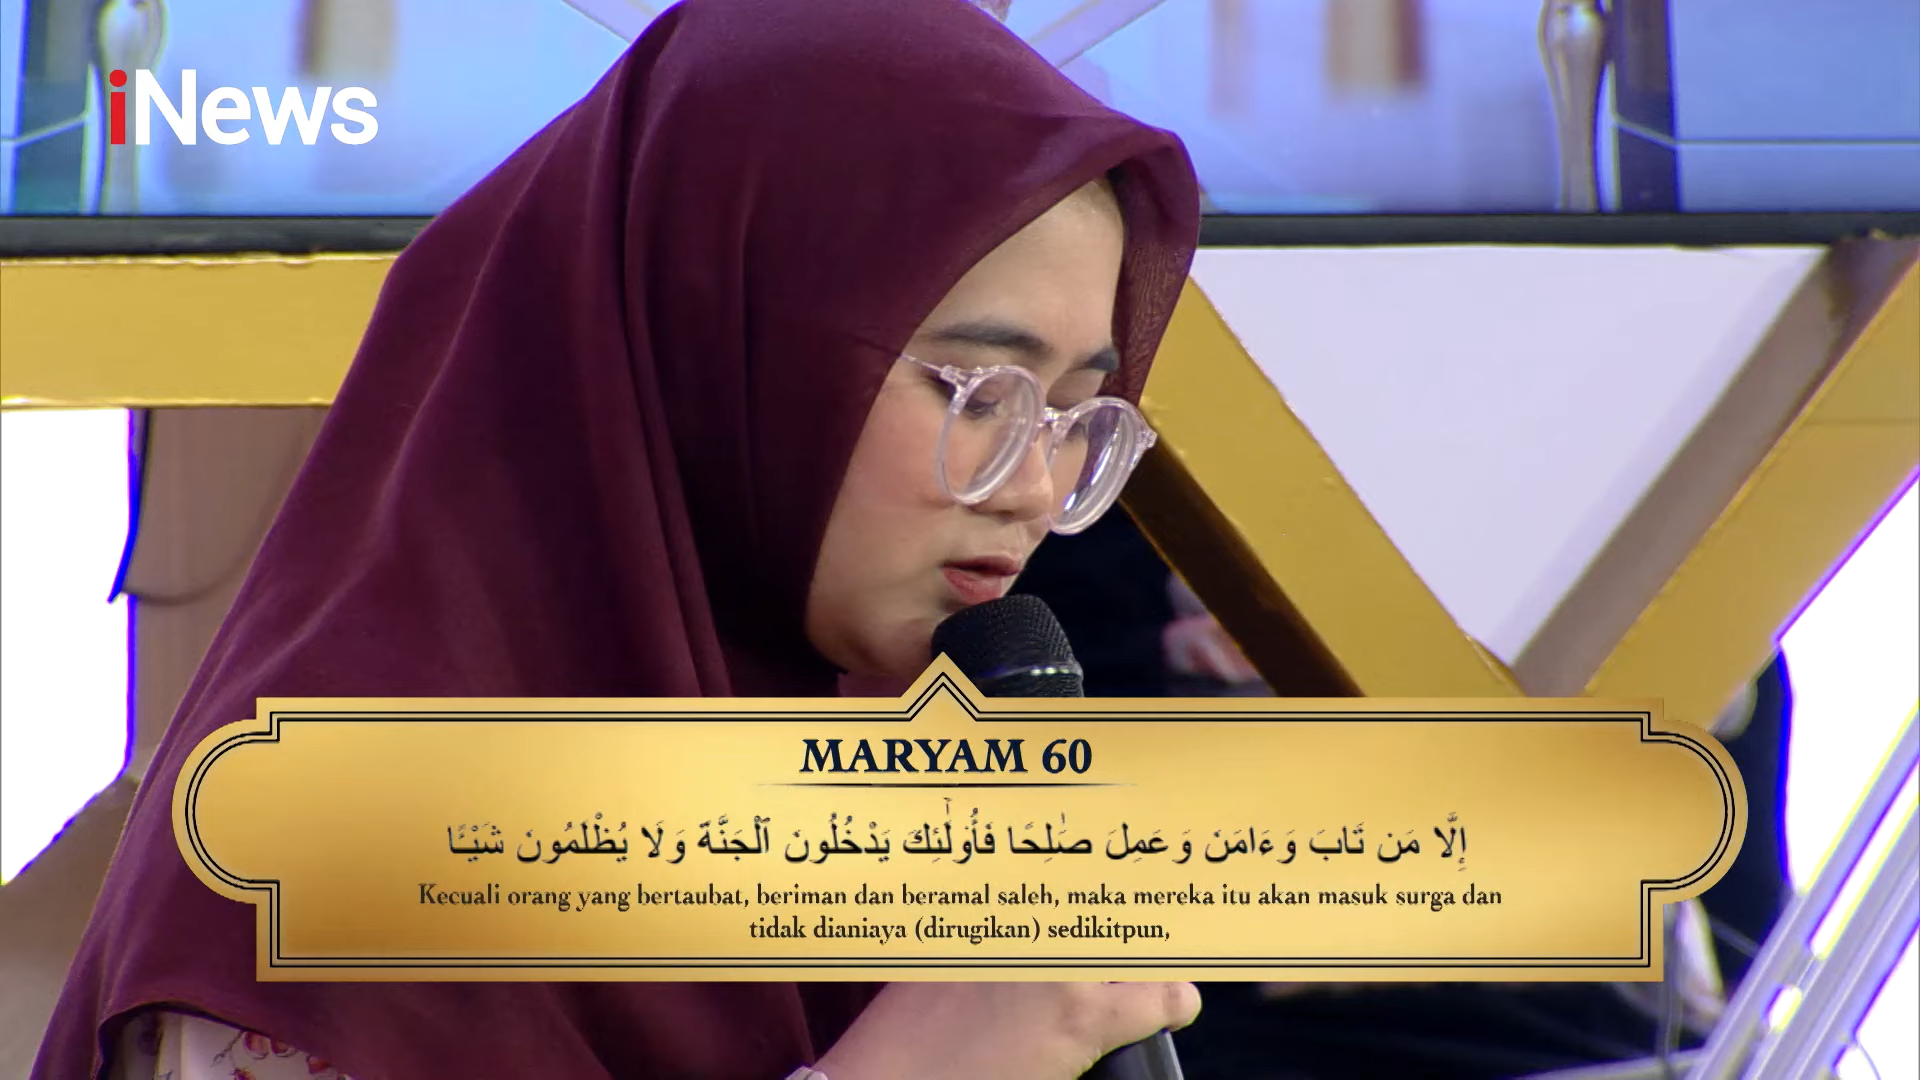 iNews
MARYAM 60
إِلَّا مَن تَابَ وَءَامَنَ وَعَمِلَ صَٰلِحًا فَأُو۟لَٰٓئِكَ يَدْخُلُونَ ٱلْجَنَّةَ وَلَا يُظْلَمُونَ شَيْـًٔا
Kecuali orang yang bertaubat, beriman dan beramal saleh, maka mereka itu akan masuk surga dan
tidak dianiaya (dirugikan) sedikitpun,